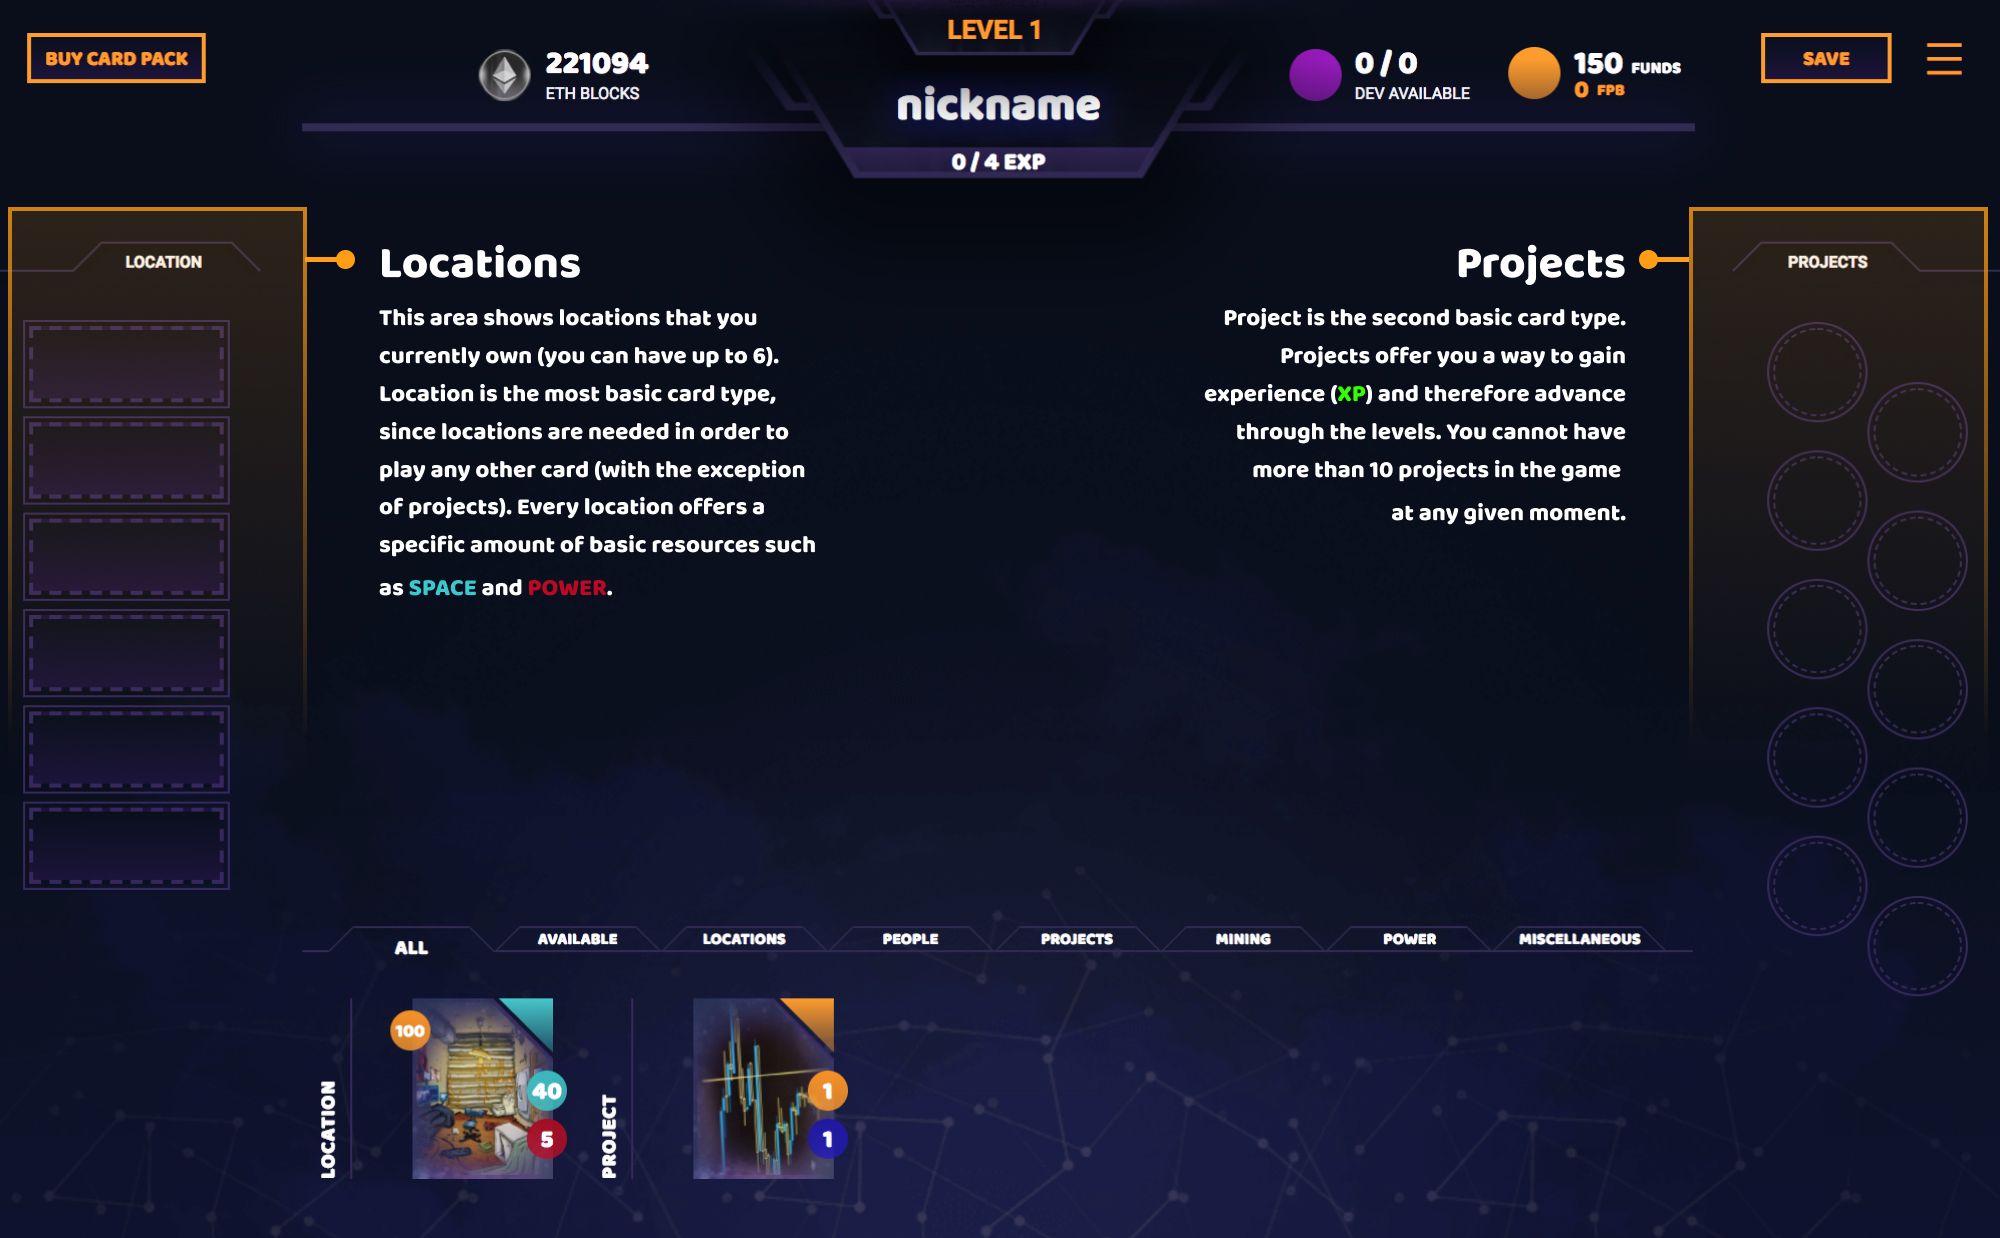 LEVEL 1
BUY CARD PACK
221094
ETH BLOCKS
nickname
0 / 4 EXP
0 / 0
DEV AVAILABLE
150 FUNDS
0 FPB
SAVE
LOCATION
Locations
This area shows locations that you
currently own (you can have up to 6).
Location is the most basic card type,
since locations are needed in order to
play any other card (with the exception
of projects). Every location offers a
specific amount of basic resources such
as SPACE and POWER.
Projects
Project is the second basic card type.
Projects offer you a way to gain
experience (XP) and therefore advance
through the levels. You cannot have
more than 10 projects in the game
at any given moment.
PROJECTS
ALL
AVAILABLE
LOCATIONS
PEOPLE
PROJECTS
MINING
POWER
MISCELLANEOUS
LOCATION
100
40
5
PROJECT
1
1